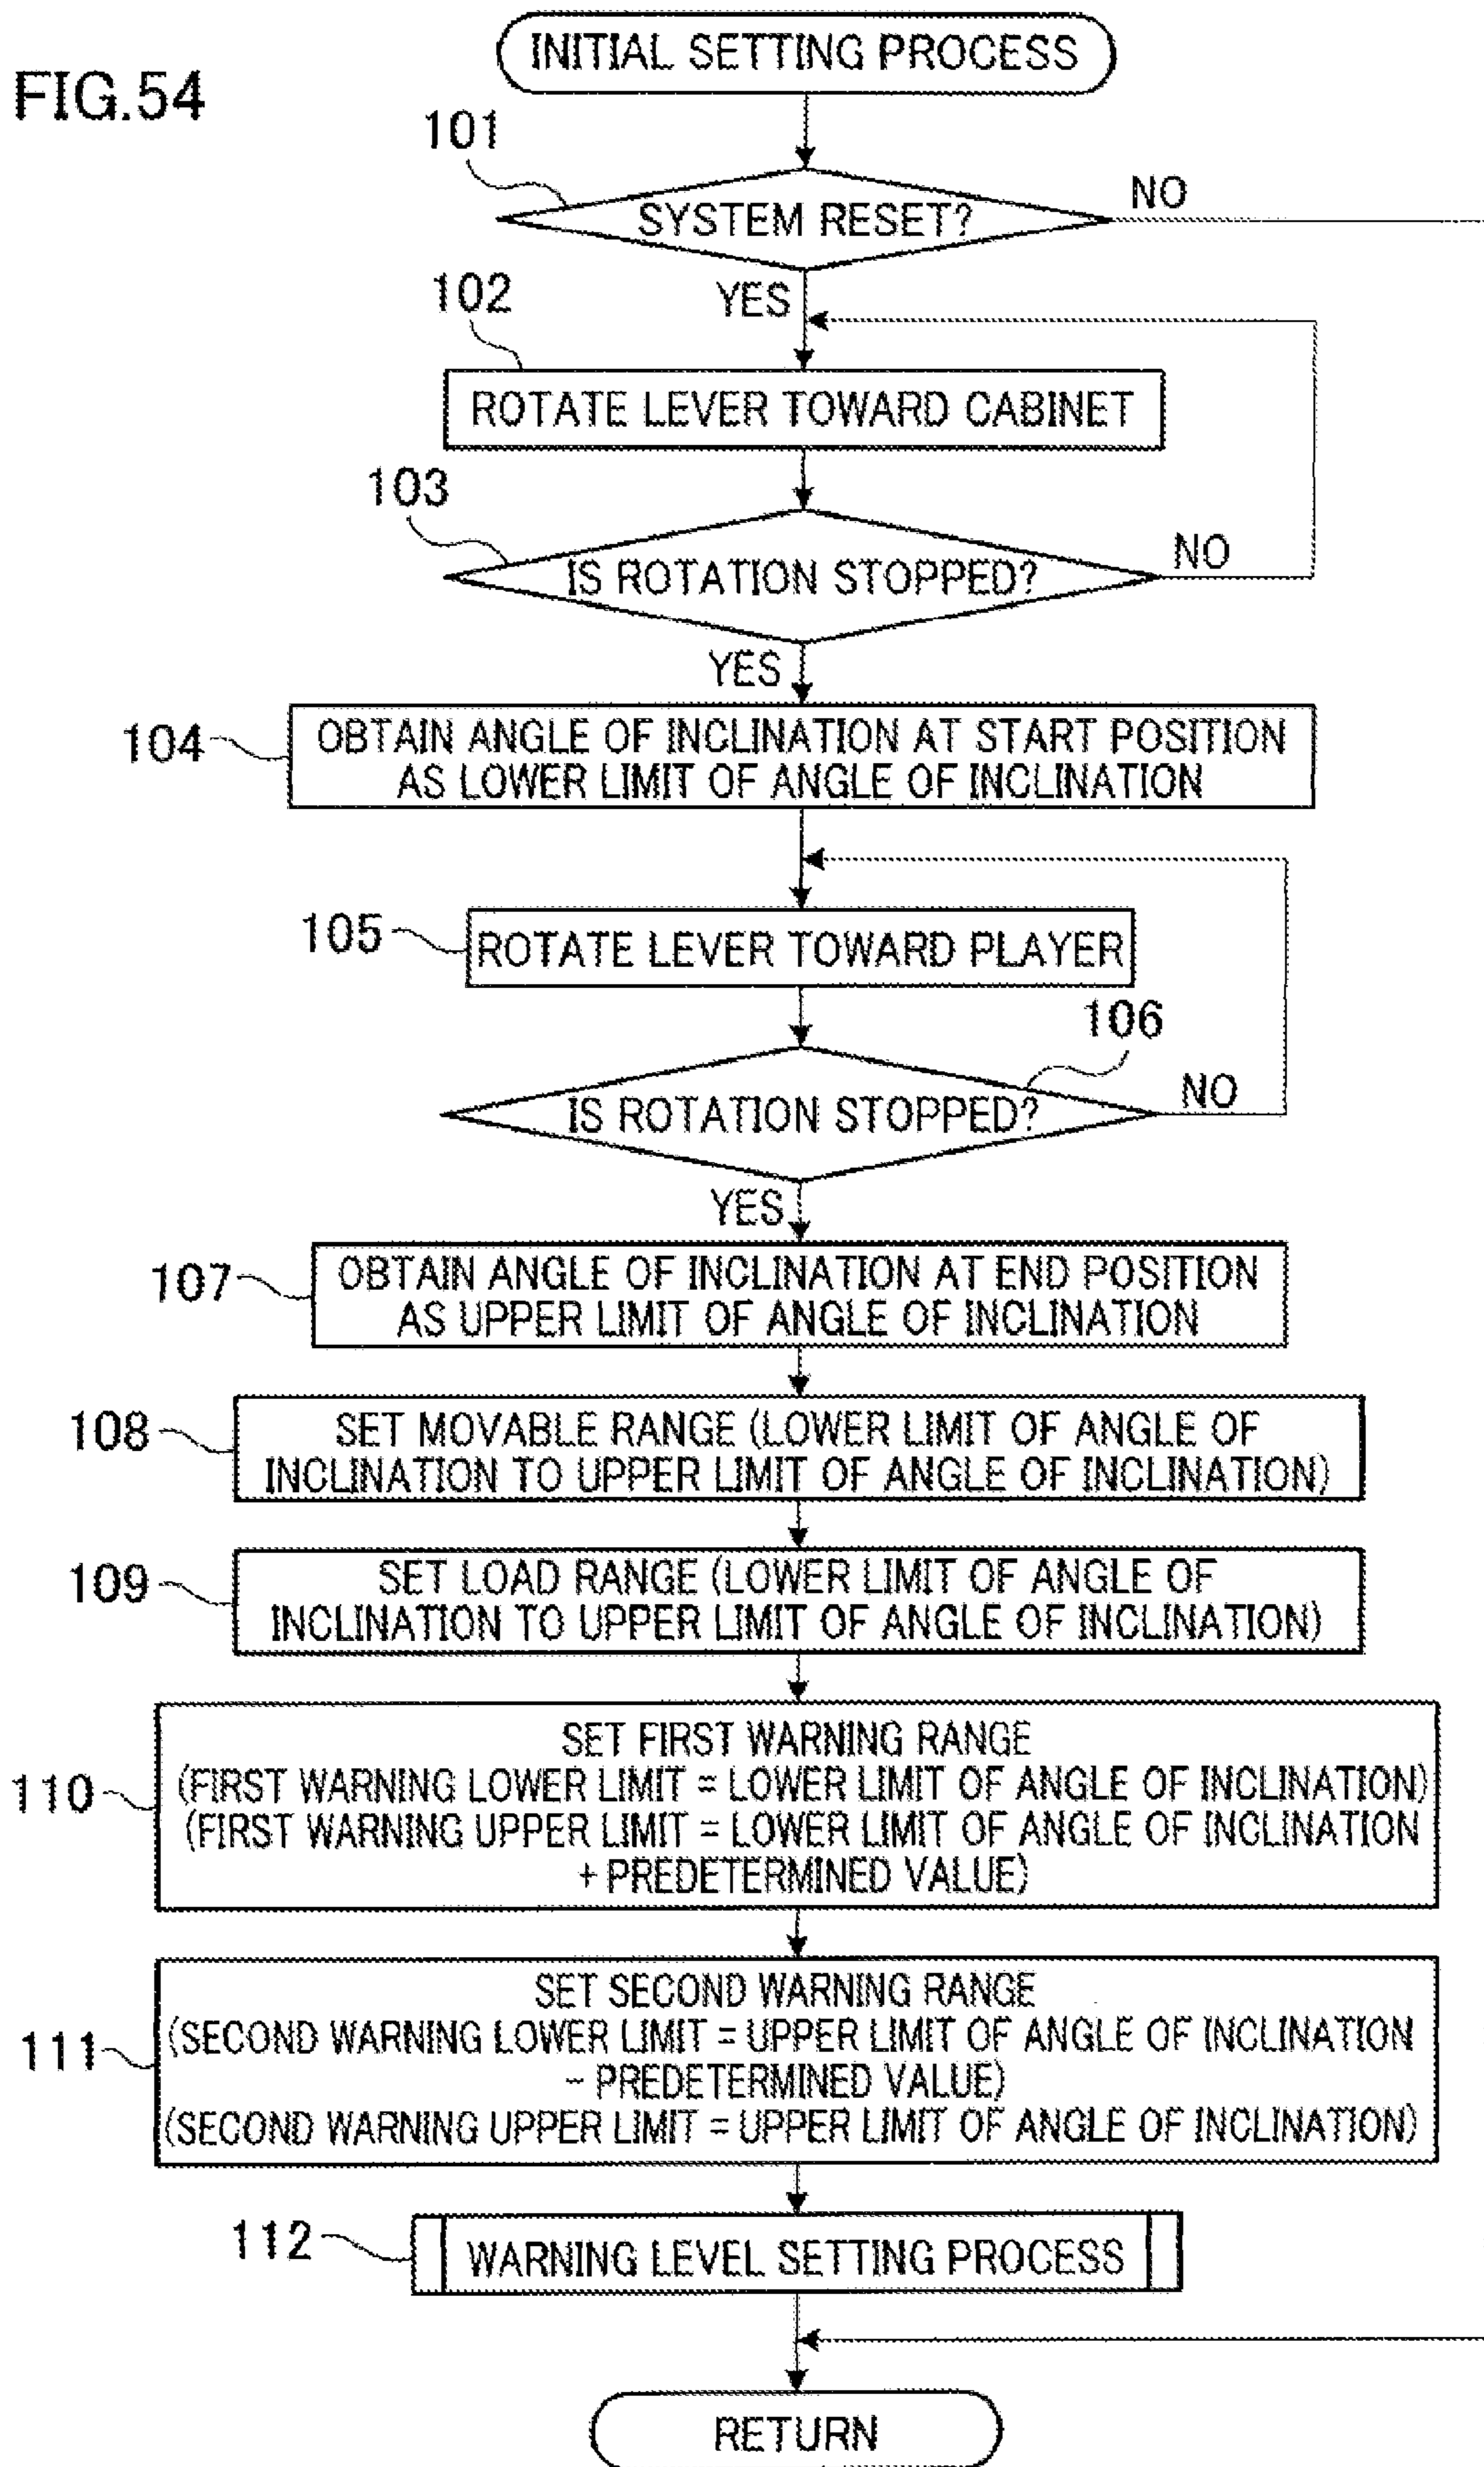 FIG.54
INITIAL SETTING PROCESS
101
SYSTEM RESET?
NO
YES
102
ROTATE LEVER TOWARD CABINET
103
IS ROTATION STOPPED?
NO
YES
104
OBTAIN ANGLE OF INCLINATION AT START POSITION
AS LOWER LIMIT OF ANGLE OF INCLINATION
105
ROTATE LEVER TOWARD PLAYER
106
IS ROTATION STOPPED?
NO
YES
107
OBTAIN ANGLE OF INCLINATION AT END POSITION
AS UPPER LIMIT OF ANGLE OF INCLINATION
108
SET MOVABLE RANGE (LOWER LIMIT OF ANGLE OF
INCLINATION TO UPPER LIMIT OF ANGLE OF INCLINATION)
109
SET LOAD RANGE (LOWER LIMIT OF ANGLE OF
INCLINATION TO UPPER LIMIT OF ANGLE OF INCLINATION)
110
SET FIRST WARNING RANGE
(FIRST WARNING LOWER LIMIT = LOWER LIMIT OF ANGLE OF INCLINATION)
(FIRST WARNING UPPER LIMIT = LOWER LIMIT OF ANGLE OF INCLINATION
+ PREDETERMINED VALUE)
111
SET SECOND WARNING RANGE
(SECOND WARNING LOWER LIMIT = UPPER LIMIT OF ANGLE OF INCLINATION
- PREDETERMINED VALUE)
(SECOND WARNING UPPER LIMIT = UPPER LIMIT OF ANGLE OF INCLINATION)
112
WARNING LEVEL SETTING PROCESS
RETURN